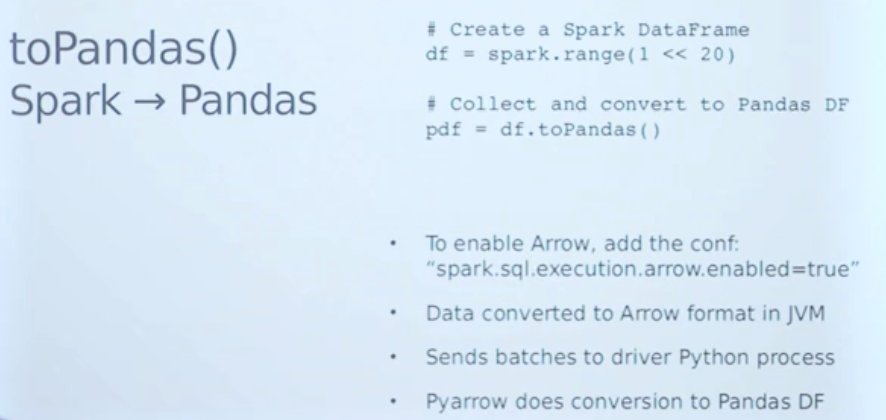 toPandas()
Spark → Pandas
# Create a Spark DataFrame
df = spark.range(1 << 20)
# Collect and convert to Pandas DF
pdf = df.toPandas()
• To enable Arrow, add the conf:
“spark.sql.execution.arrow.enabled=true”
• Data converted to Arrow format in JVM
• Sends batches to driver Python process
• Pyarrow does conversion to Pandas DF